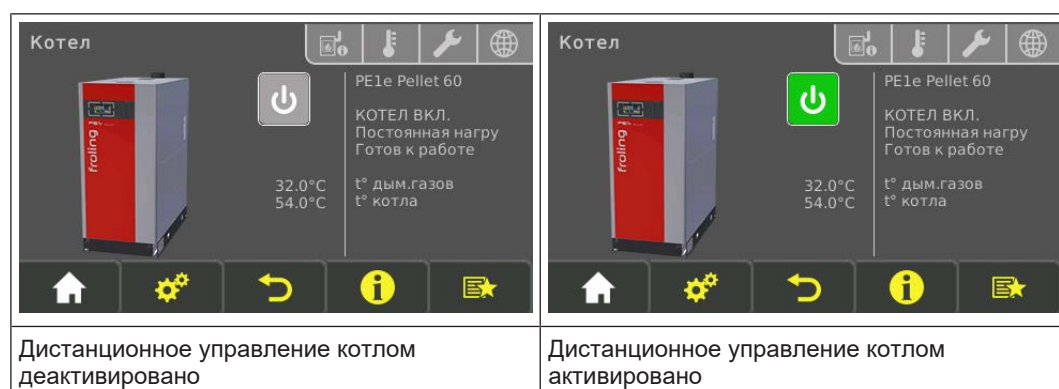 Котел
PE1e Pellet 60
КОТЕЛ ВКЛ.
Постоянная нагру
Готов к работе
32.0°C t° дым.газов
54.0°C t° котла
froling
Дистанционное управление котлом
деактивировано
Котел
PE1e Pellet 60
КОТЕЛ ВКЛ.
Постоянная нагру
Готов к работе
32.0°C t° дым.газов
54.0°C t° котла
froling
Дистанционное управление котлом
активировано